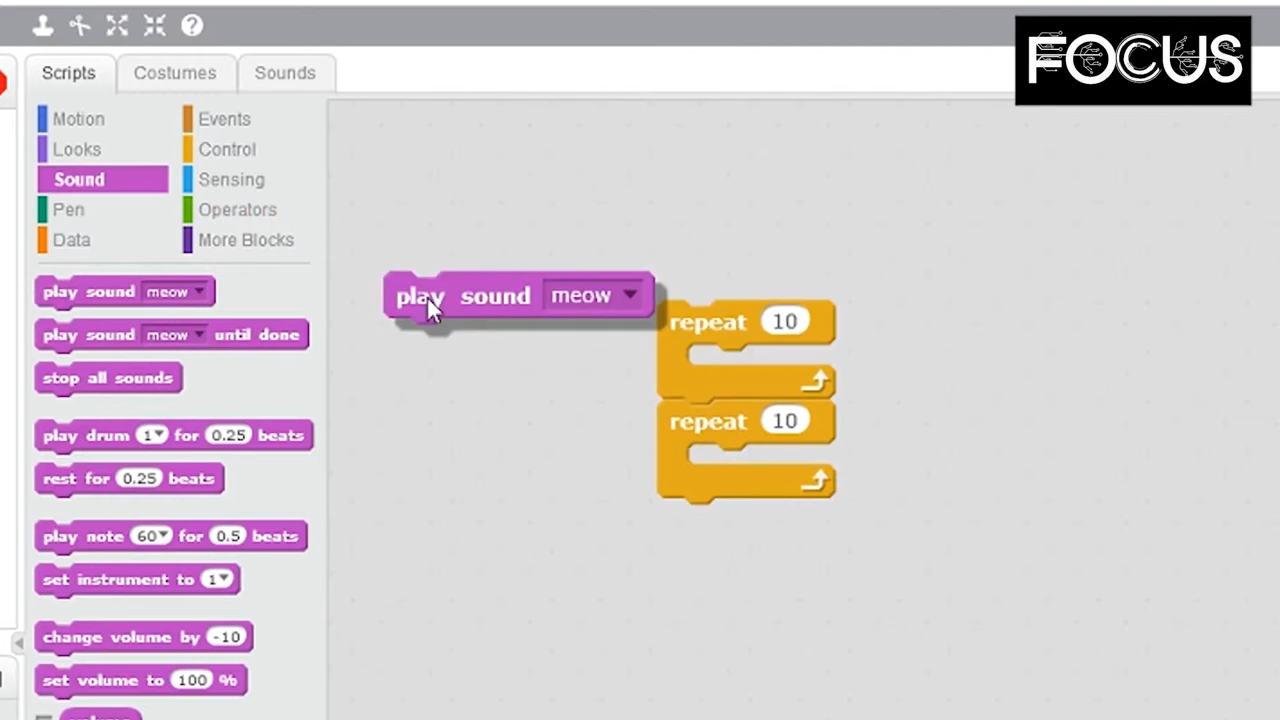 FOCUS
Scripts Costumes Sounds
Motion Events
Looks Control
Sound Sensing
Pen Operators
Data More Blocks
play sound meow
play sound meow until done
stop all sounds
play drum 1 for 0.25 beats
rest for 0.25 beats
play note 60 for 0.5 beats
set instrument to 1
change volume by -10
set volume to 100 %
volume
play sound meow
repeat 10
repeat 10